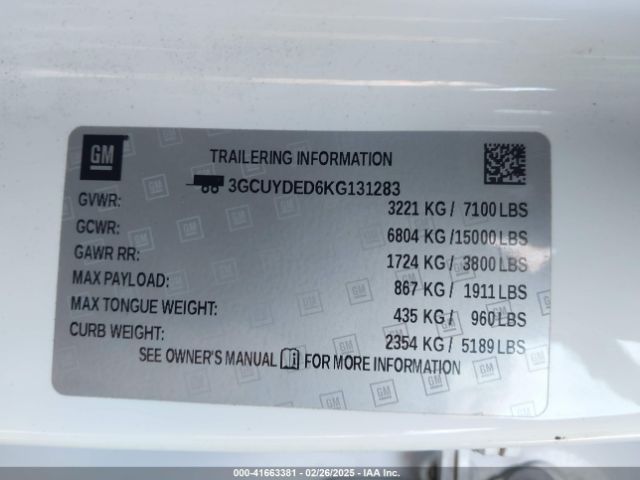 GM
TRAILERING INFORMATION
3GCUYDED6KG131283
GVWR: 3221 KG / 7100 LBS
GCWR: 6804 KG /15000 LBS
GAWR RR: 1724 KG / 3800 LBS
MAX PAYLOAD: 867 KG / 1911 LBS
MAX TONGUE WEIGHT: 435 KG / 960 LBS
CURB WEIGHT: 2354 KG / 5189 LBS
SEE OWNER'S MANUAL FOR MORE INFORMATION
000-41663381 | 02/26/2025 | IAA Inc.